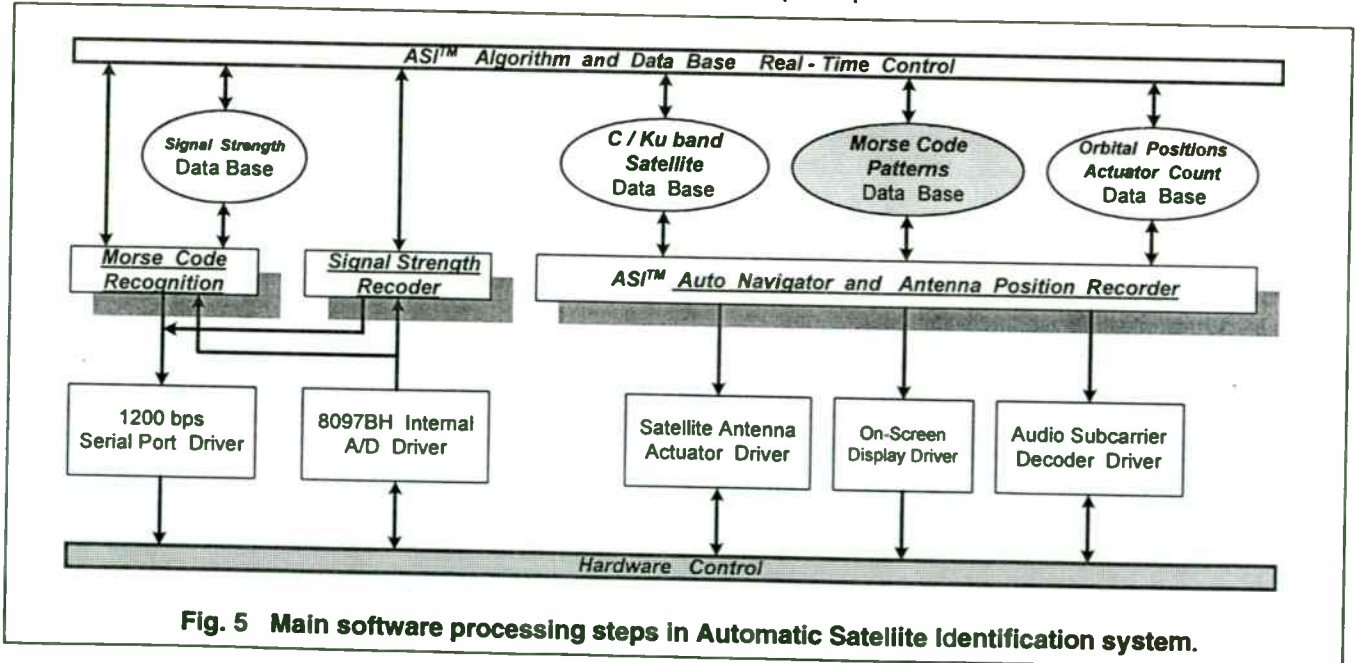 ASI™ Algorithm and Data Base Real - Time Control
Signal Strength
Data Base
C / Ku band
Satellite
Data Base
Morse Code
Patterns
Data Base
Orbital Positions
Actuator Count
Data Base
Morse Code
Recognition
Signal Strength
Recoder
ASI™ Auto Navigator and Antenna Position Recorder
1200 bps
Serial Port Driver
8097BH Internal
A/D Driver
Satellite Antenna
Actuator Driver
On-Screen
Display Driver
Audio Subcarrier
Decoder Driver
Hardware Control
Fig. 5 Main software processing steps in Automatic Satellite Identification system.